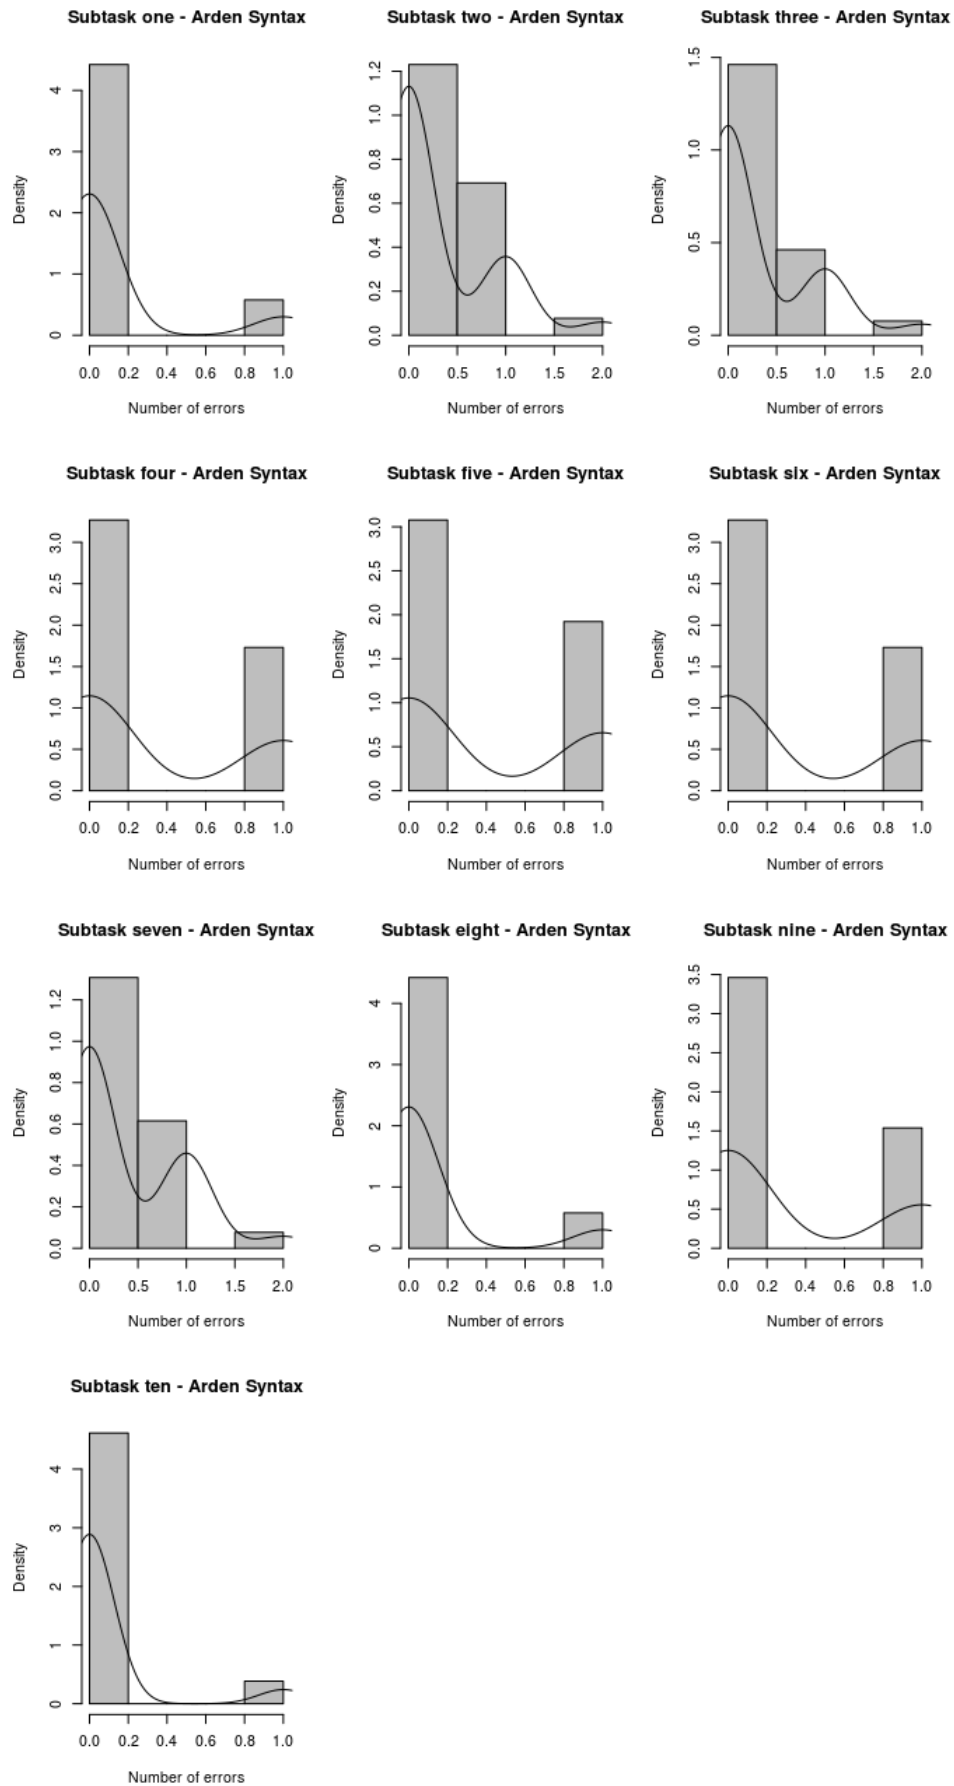 Subtask one - Arden Syntax
Subtask two - Arden Syntax
Subtask three - Arden Syntax
Density
0 1 2 3 4
0.0 0.2 0.4 0.6 0.8 1.0
Number of errors
Density
0.0 0.2 0.4 0.6 0.8 1.0 1.2
0.0 0.5 1.0 1.5 2.0
Number of errors
Density
0.0 0.5 1.0 1.5
0.0 0.5 1.0 1.5 2.0
Number of errors
Subtask four - Arden Syntax
Subtask five - Arden Syntax
Subtask six - Arden Syntax
Density
0.0 0.5 1.0 1.5 2.0 2.5 3.0
0.0 0.2 0.4 0.6 0.8 1.0
Number of errors
Density
0.0 0.5 1.0 1.5 2.0 2.5 3.0
0.0 0.2 0.4 0.6 0.8 1.0
Number of errors
Density
0.0 0.5 1.0 1.5 2.0 2.5 3.0
0.0 0.2 0.4 0.6 0.8 1.0
Number of errors
Subtask seven - Arden Syntax
Subtask eight - Arden Syntax
Subtask nine - Arden Syntax
Density
0.0 0.2 0.4 0.6 0.8 1.0 1.2
0.0 0.5 1.0 1.5 2.0
Number of errors
Density
0 1 2 3 4
0.0 0.2 0.4 0.6 0.8 1.0
Number of errors
Density
0.0 0.5 1.0 1.5 2.0 2.5 3.0 3.5
0.0 0.2 0.4 0.6 0.8 1.0
Number of errors
Subtask ten - Arden Syntax
Density
0 1 2 3 4
0.0 0.2 0.4 0.6 0.8 1.0
Number of errors